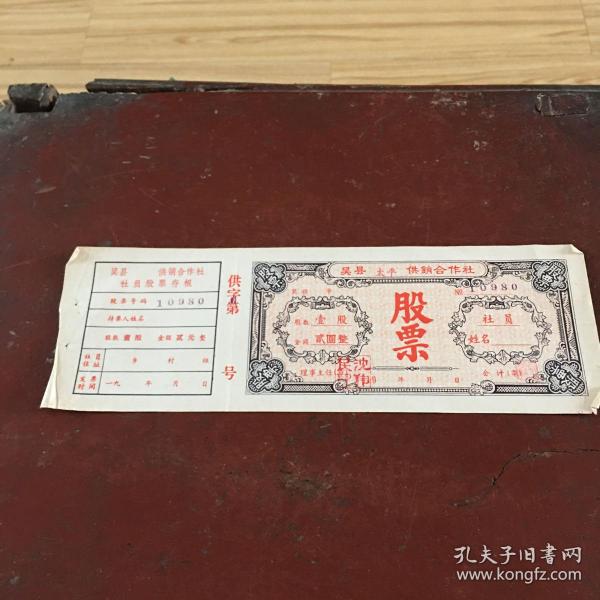 吴县 供销合作社
社员股票存根
股票号码 10980
持票人姓名
股数 壹股 金额 贰元整
社员住址 乡 村 组
发票时间 一九 年 月 日
供字第 号
吴县 太平 供销合作社
字 № 10980
股票
股数 壹股
金额 贰圆整
社员
姓名
理事主任 年 月 日 会计
孔夫子旧书网
www.kongfz.com